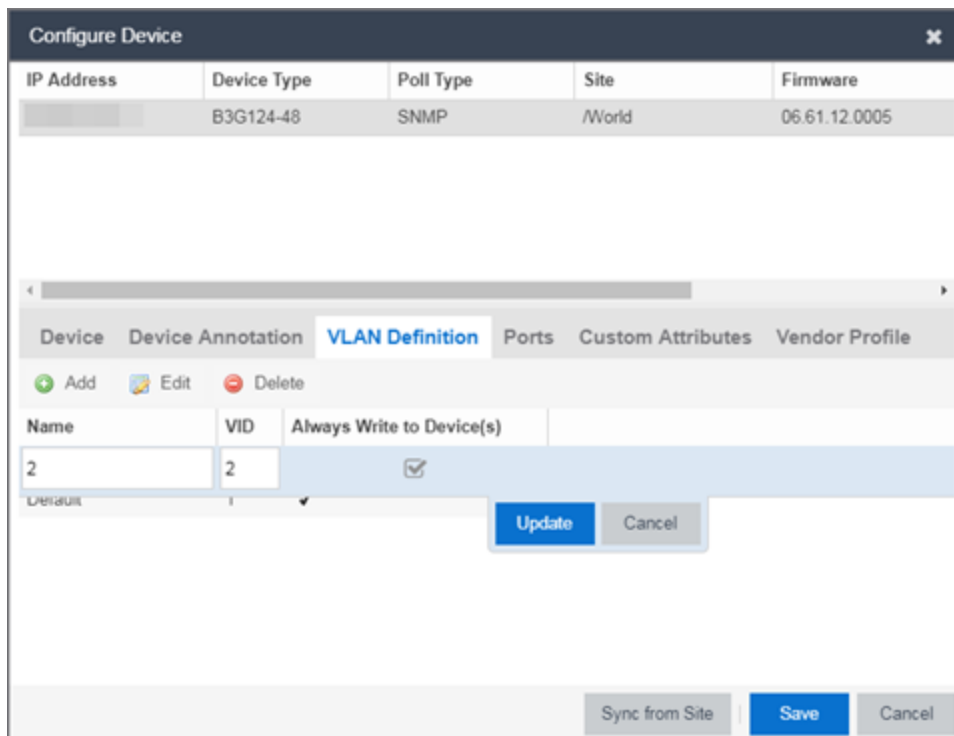 Configure Device
IP Address Device Type Poll Type Site Firmware
B3G124-48 SNMP /World 06.61.12.0005
Device Device Annotation VLAN Definition Ports Custom Attributes Vendor Profile
Add Edit Delete
Name VID Always Write to Device(s)
2 2
Default 1
Update Cancel
Sync from Site Save Cancel